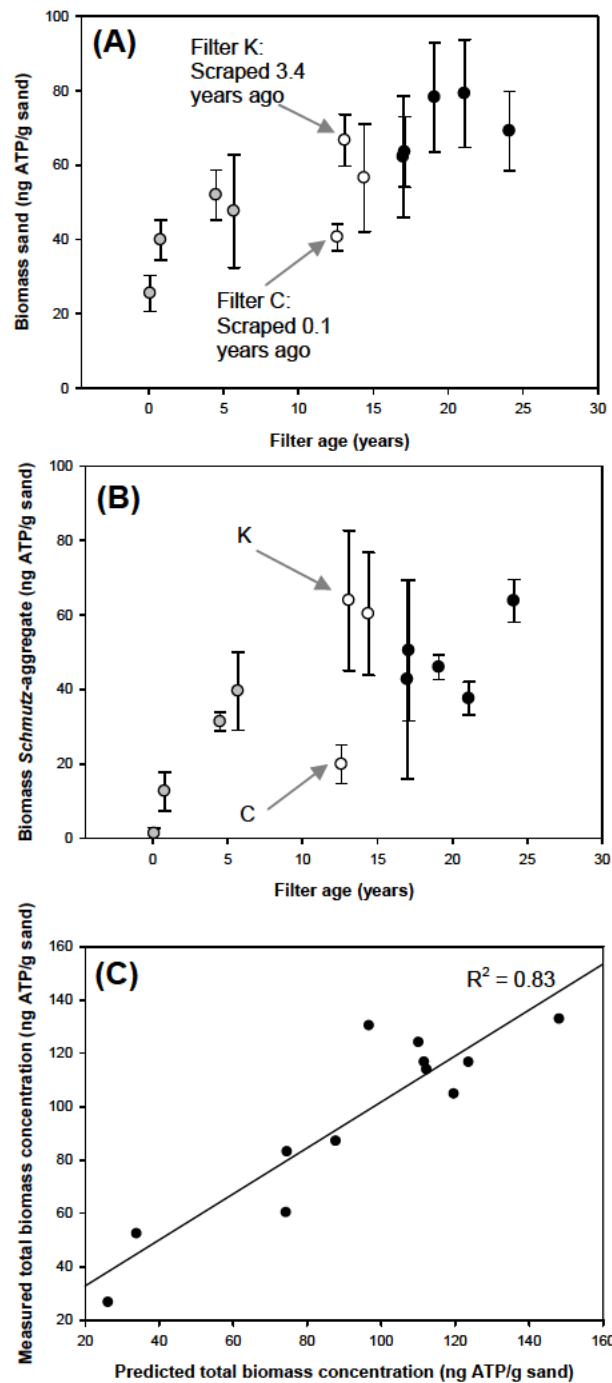 (A)
Filter K:
Scraped 3.4
years ago
Filter C:
Scraped 0.1
years ago
Biomass sand (ng ATP/g sand)
100
80
60
40
20
0
0 5 10 15 20 25 30
Filter age (years)
(B)
K
C
Biomass Schmutz-aggregate (ng ATP/g sand)
100
80
60
40
20
0
0 5 10 15 20 25 30
Filter age (years)
(C)
R² = 0.83
Measured total biomass concentration (ng ATP/g sand)
160
140
120
100
80
60
40
20
20 40 60 80 100 120 140 160
Predicted total biomass concentration (ng ATP/g sand)